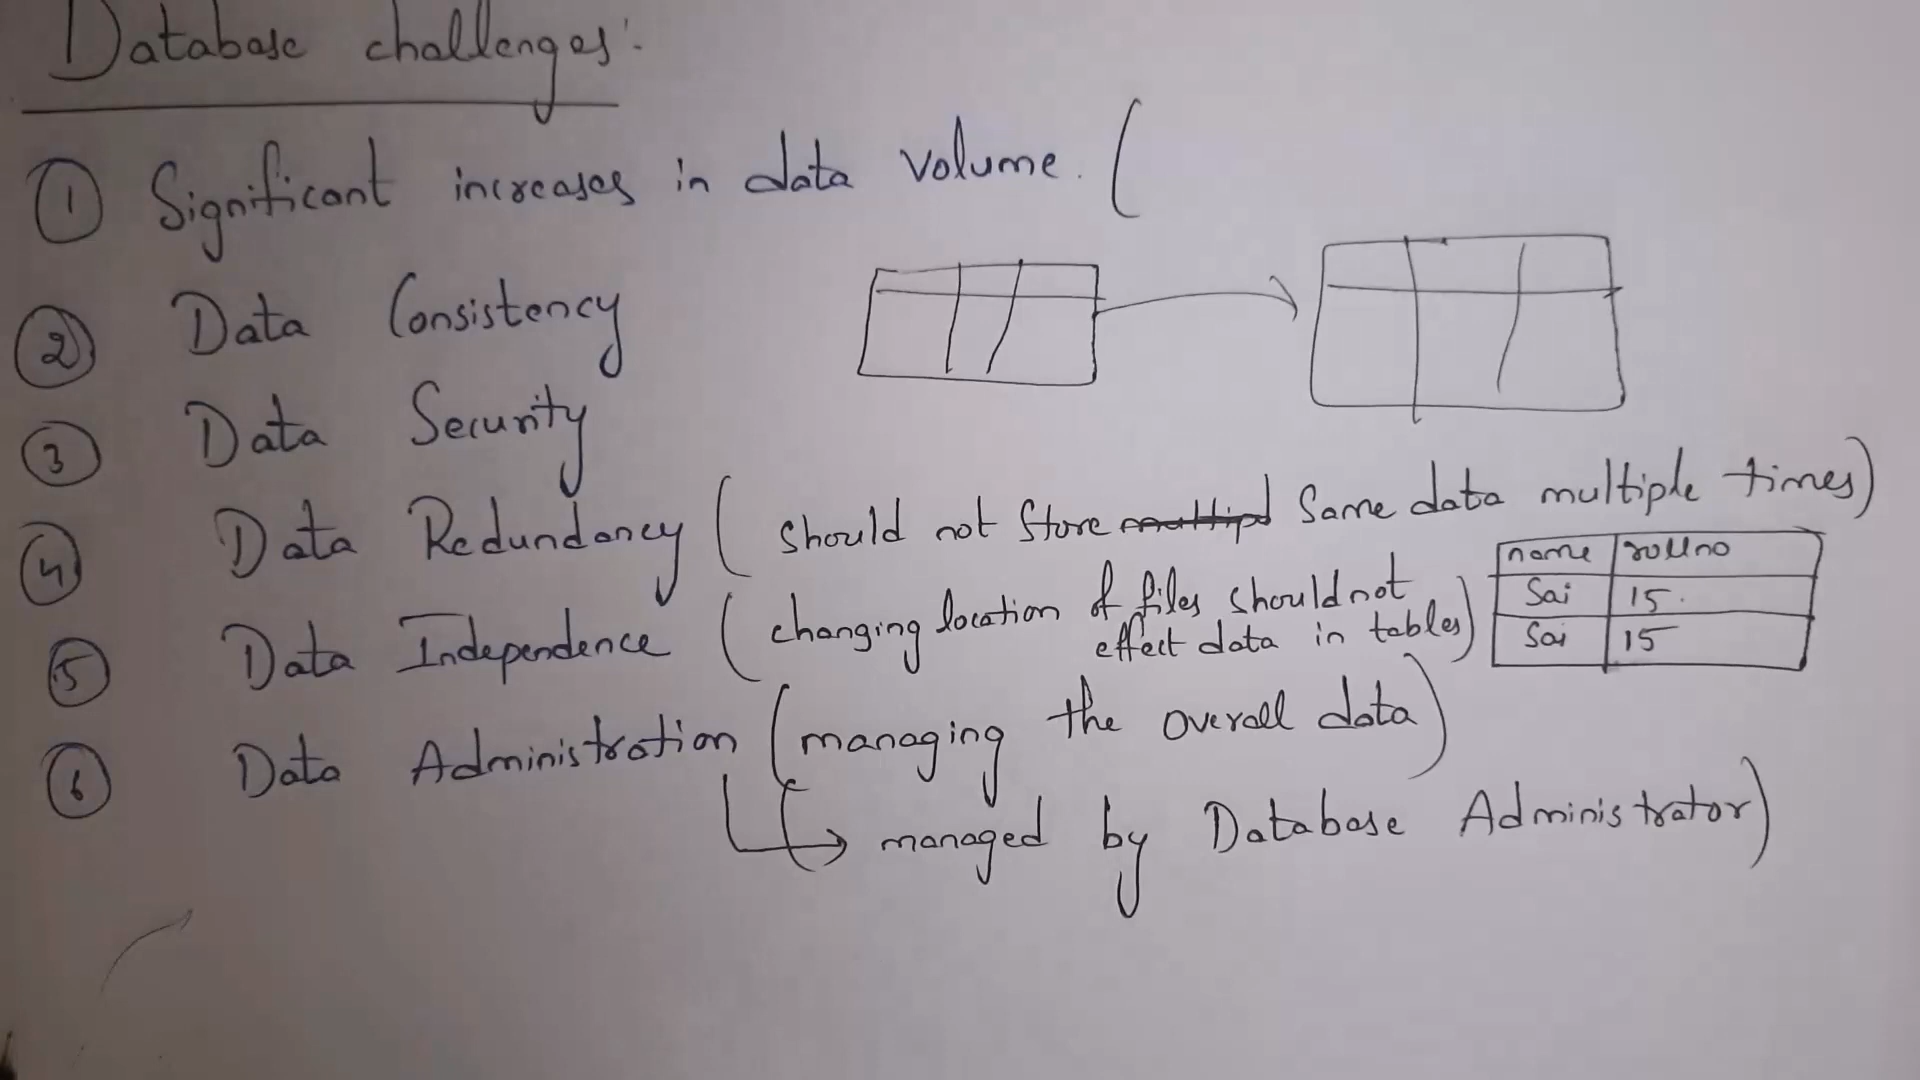 Database challenges:
① Significant increases in data volume. (
② Data Consistency
③ Data Security
④ Data Redundancy ( should not store multipl same data multiple times)
name rollno
Sai 15.
Sai 15
⑤ Data Independence ( changing location of files should not
effect data in tables)
⑥ Data Administration ( managing the overall data)
( → managed by Database Administrator)